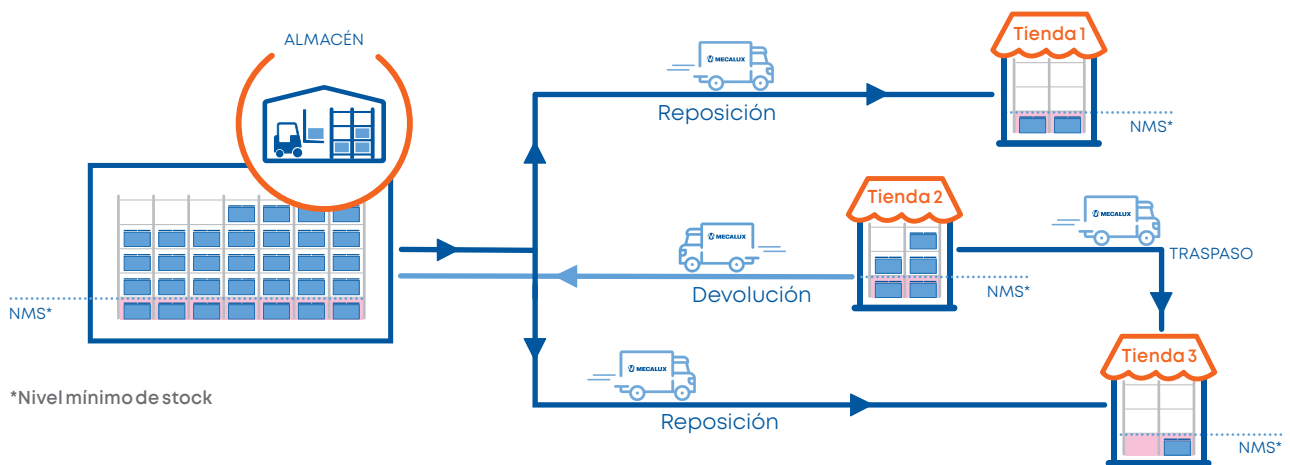 ALMACÉN
MECALUX
Reposición
Tienda 1
NMS*
Tienda 2
MECALUX
Devolución
NMS*
MECALUX
TRASPASO
NMS*
MECALUX
Reposición
Tienda 3
NMS*
*Nivel mínimo de stock